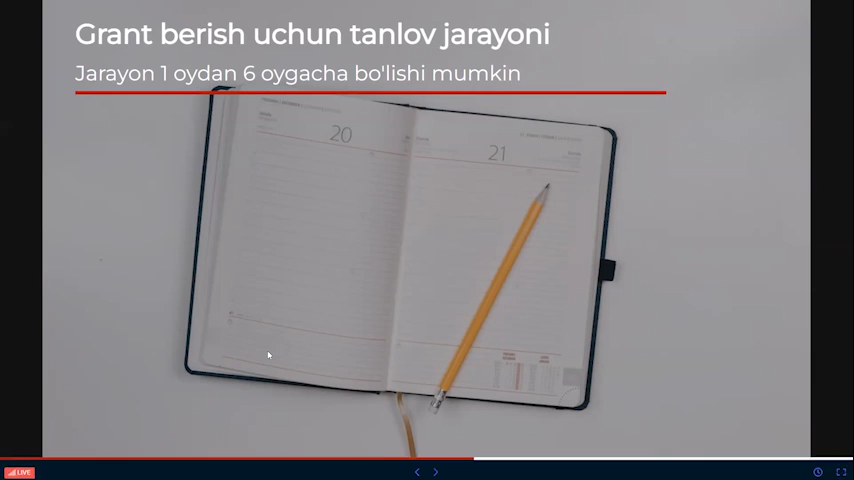 Grant berish uchun tanlov jarayoni
Jarayon 1 oydan 6 oygacha bo'lishi mumkin
20
21
LIVE